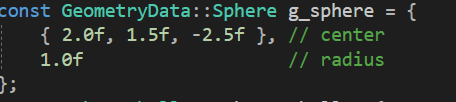 const GeometryData::Sphere g_sphere = {
    { 2.0f, 1.5f, -2.5f }, // center
    1.0f                   // radius
};